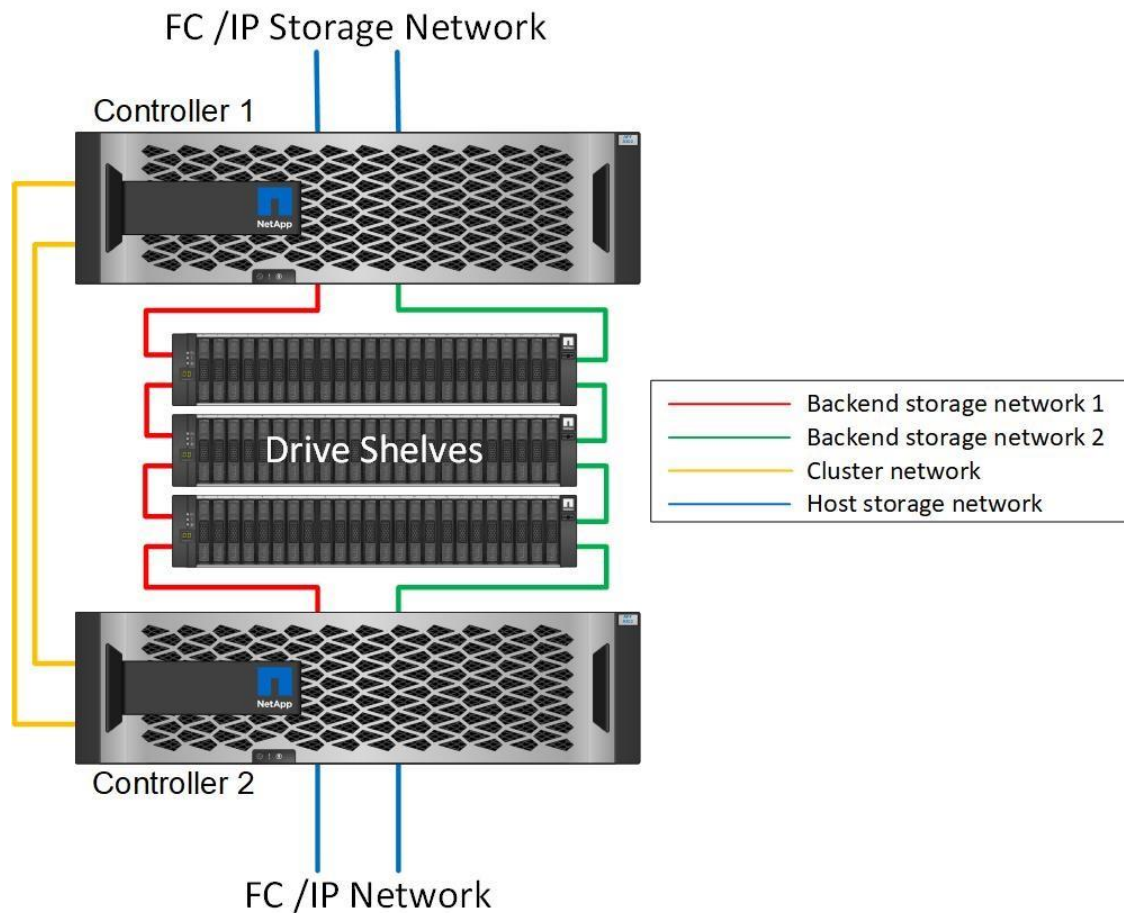 FC /IP Storage Network
Controller 1
NetApp
Drive Shelves
Backend storage network 1
Backend storage network 2
Cluster network
Host storage network
NetApp
Controller 2
FC /IP Network